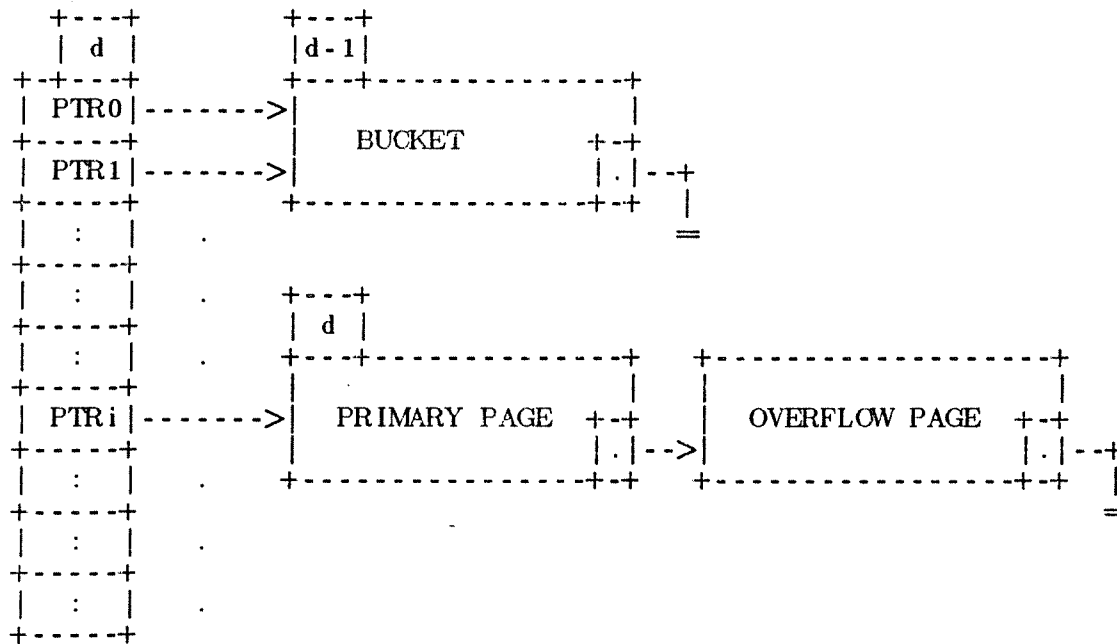 d d-1
PTR0
BUCKET
PTR1 .
: .
: .
d
: .
PTRi PRIMARY PAGE OVERFLOW PAGE
. .
: .
: .
: .